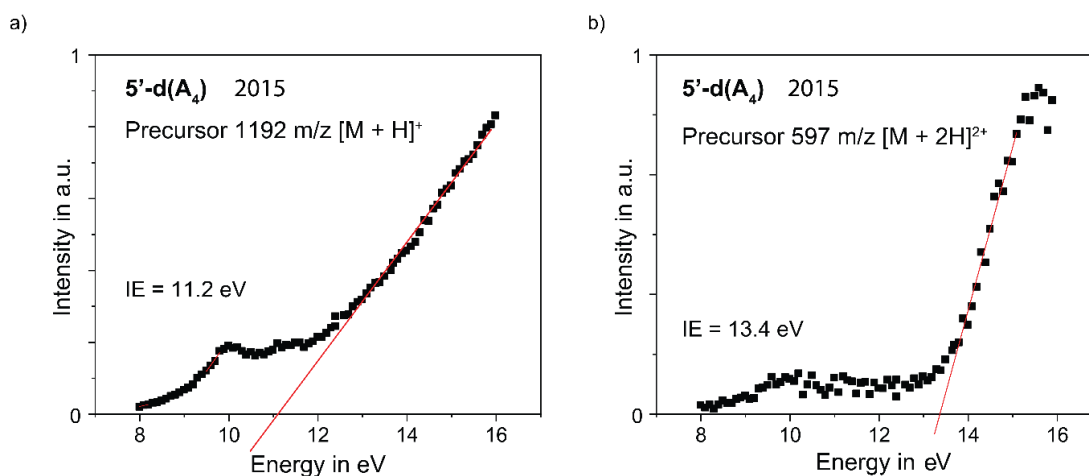 a)
1
5'-d(A₄) 2015
Precursor 1192 m/z [M + H]⁺
IE = 11.2 eV
Intensity in a.u.
0
8 10 12 14 16
Energy in eV
b)
1
5'-d(A₄) 2015
Precursor 597 m/z [M + 2H]²⁺
IE = 13.4 eV
Intensity in a.u.
0
8 10 12 14 16
Energy in eV